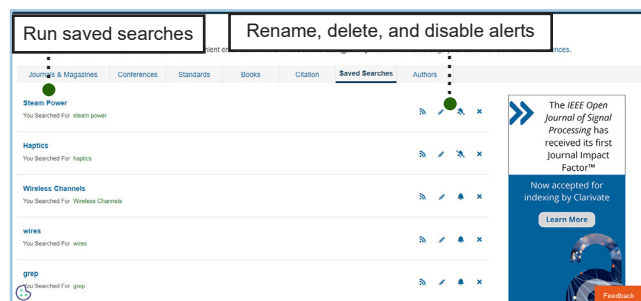 Run saved searches
Rename, delete, and disable alerts
Journals & Magazines Conferences Standards Books Citation Saved Searches Authors
Steam Power
You Searched For steam power
Haptics
You Searched For haptics
Wireless Channels
You Searched For Wireless Channels
wires
You Searched For wires
grep
You Searched For grep
The IEEE Open
Journal of Signal
Processing has
received its first
Journal Impact
Factor™
Now accepted for
indexing by Clarivate
Learn More
Feedback